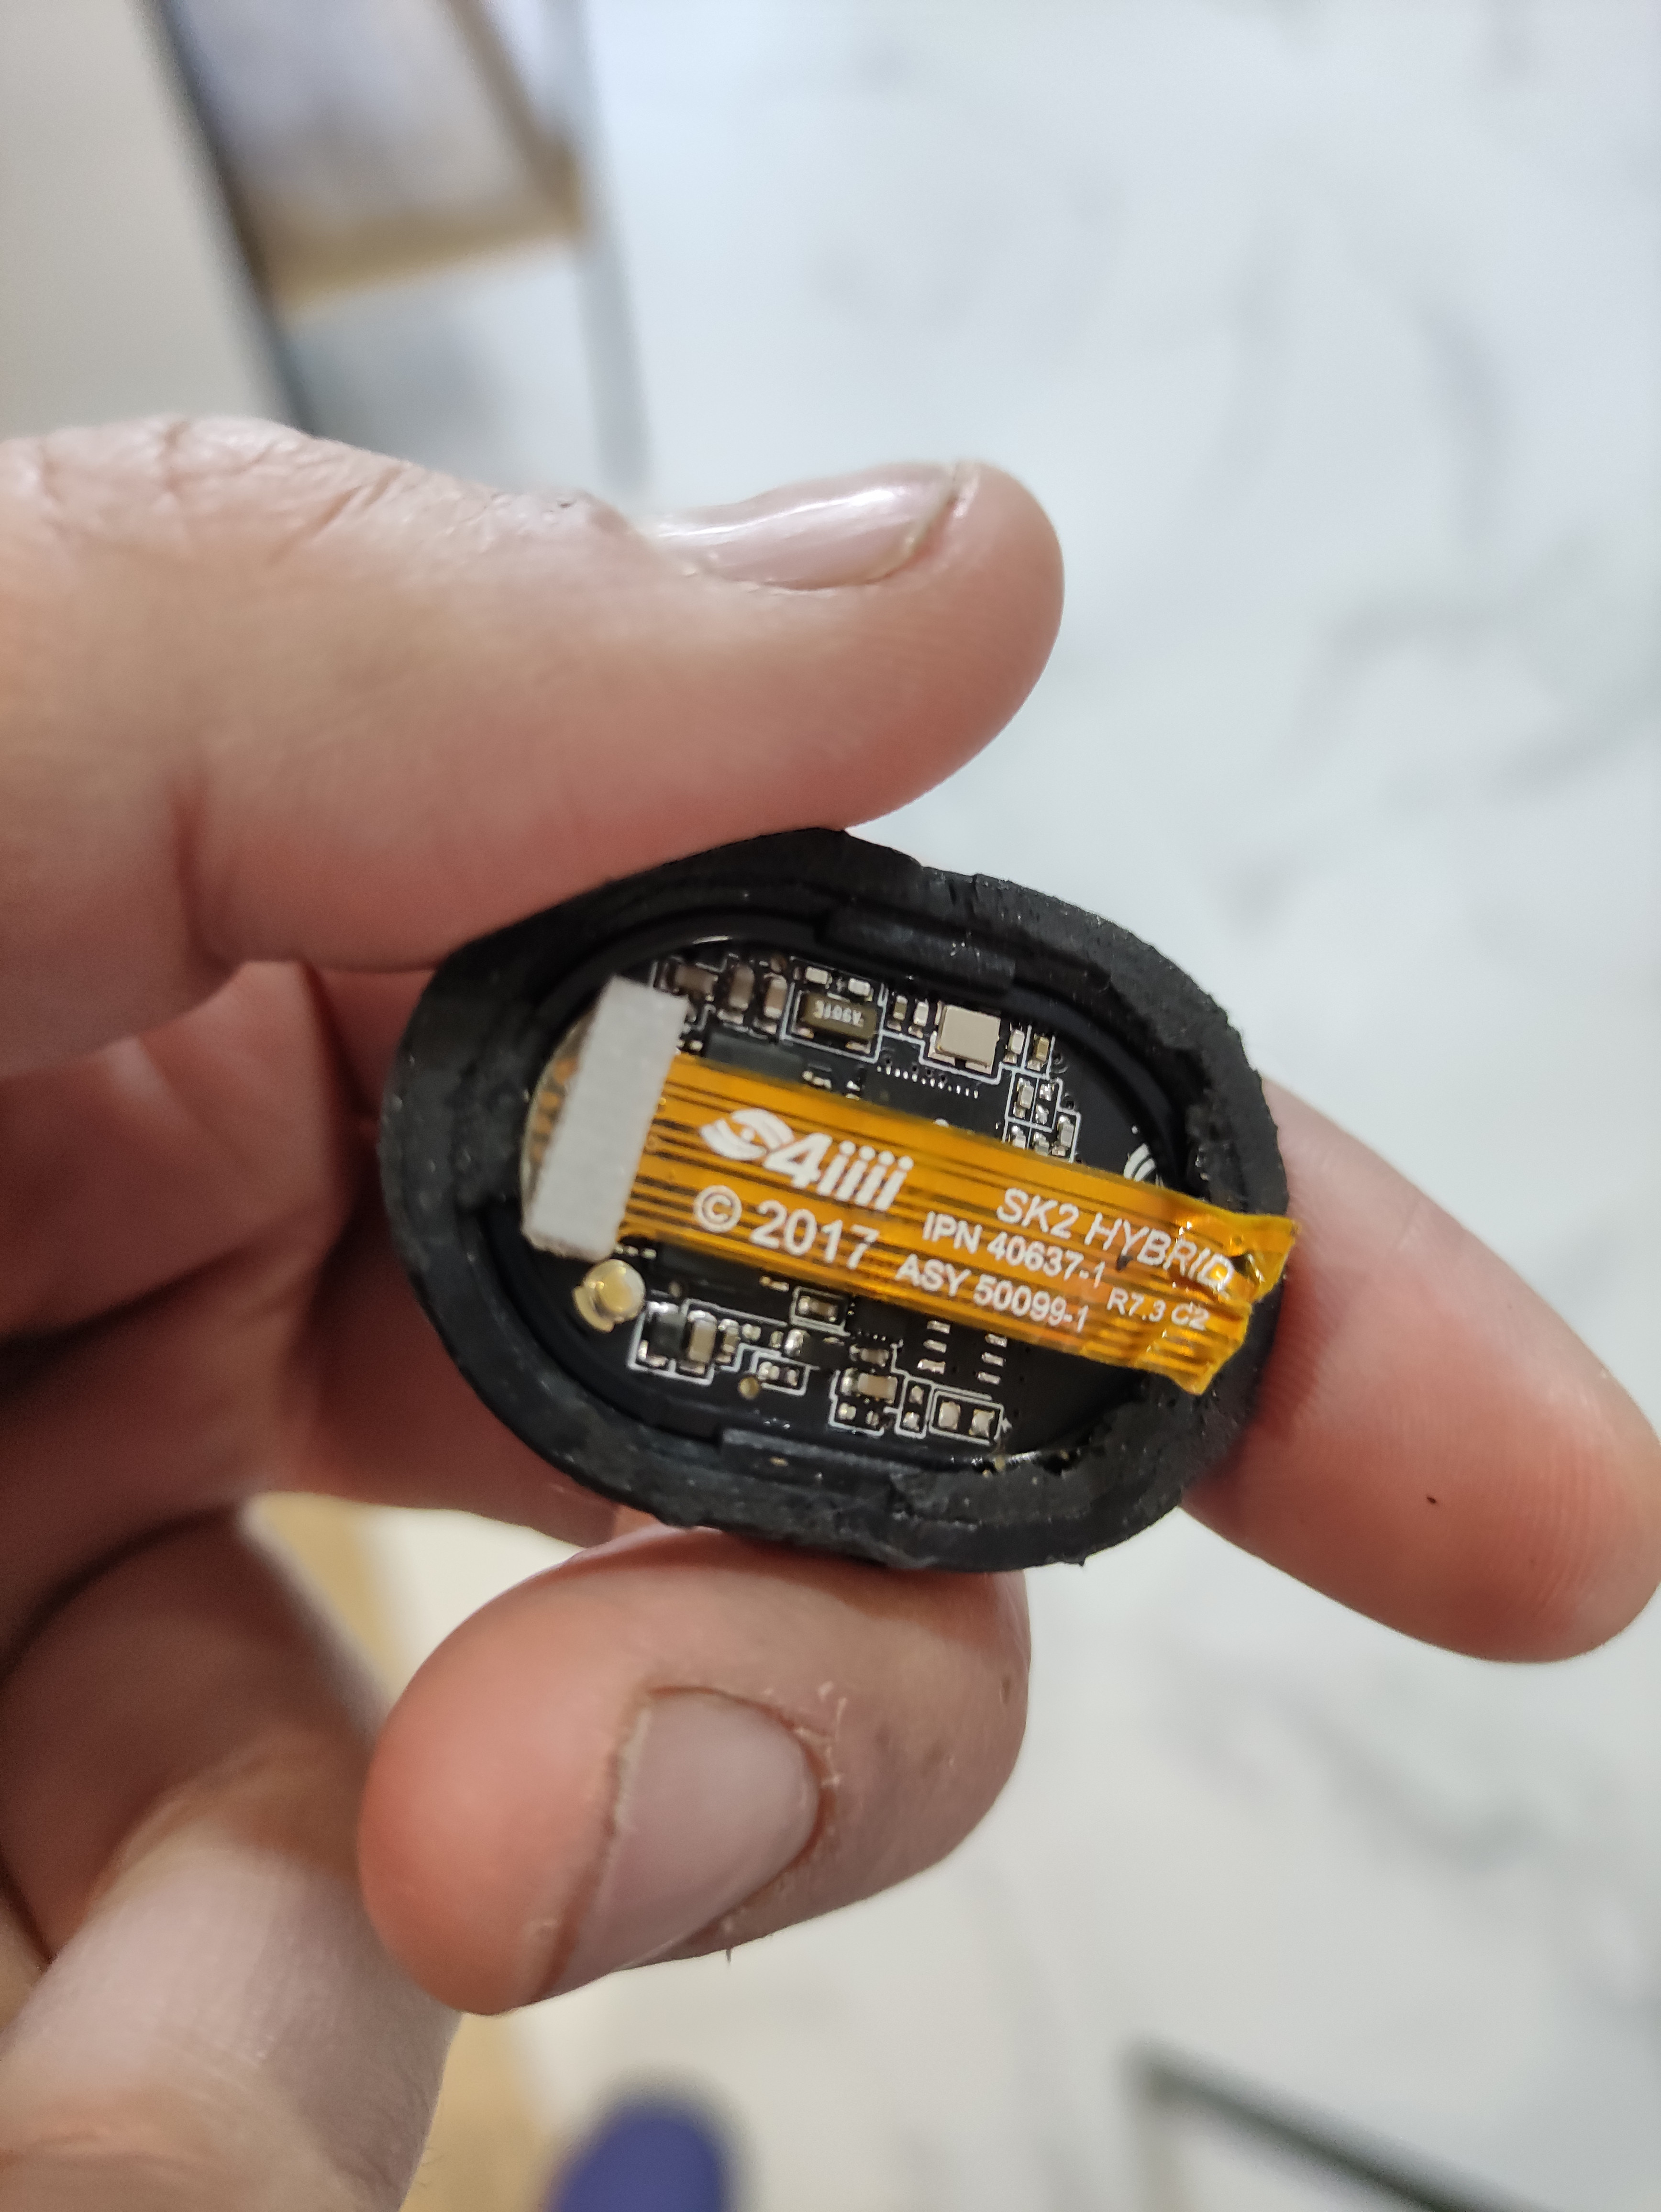 4iiii
© 2017
SK2 HYBRID
IPN 40637-1
ASY 50099-1
R7.3 C2